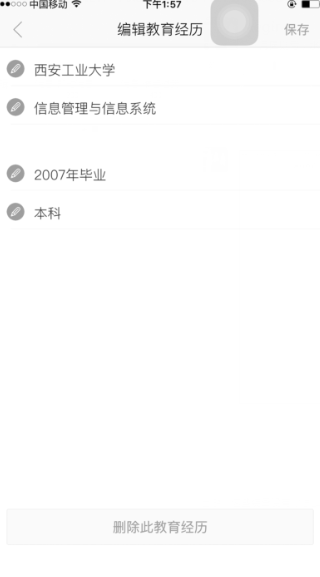 中国移动 下午1:57
编辑教育经历 保存
西安工业大学
信息管理与信息系统
2007年毕业
本科
删除此教育经历